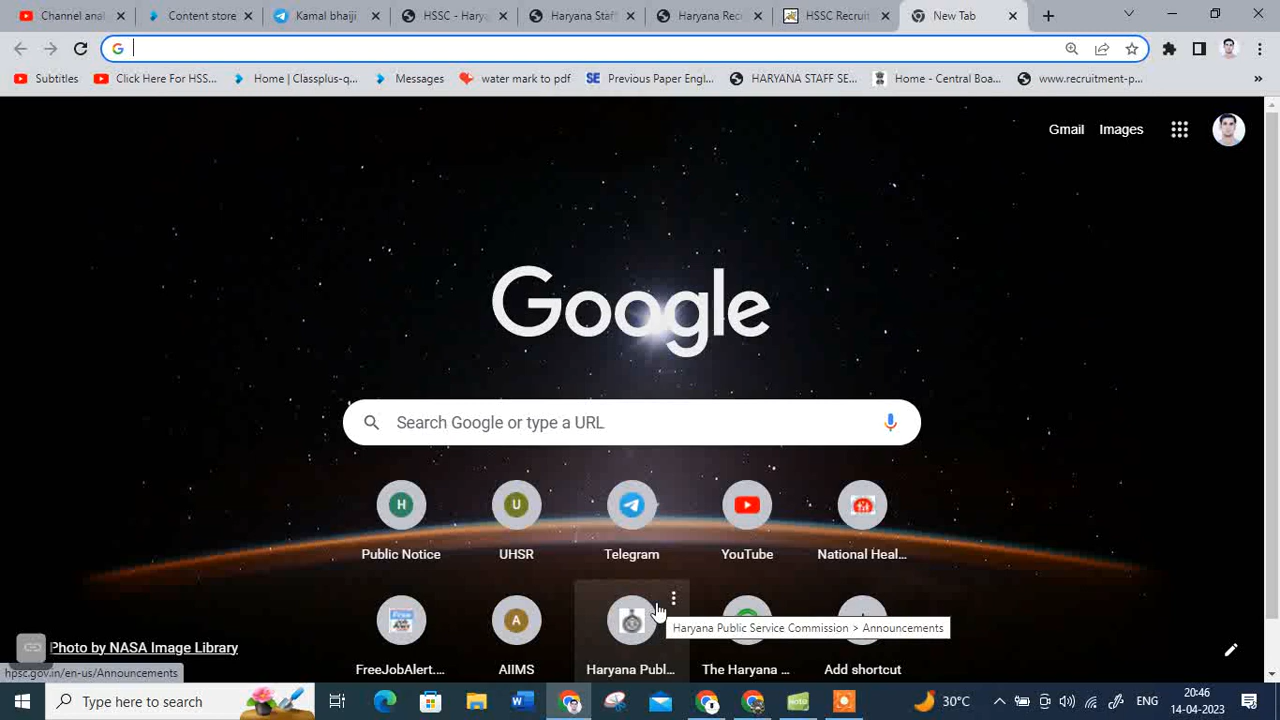 Channel anal
Content store
Kamal bhaiji
HSSC - Hary
Haryana Staf
Haryana Rec
HSSC Recruit
New Tab
Subtitles
Click Here For HSS...
Home | Classplus-q...
Messages
water mark to pdf
SE Previous Paper Engl...
HARYANA STAFF SE...
Home - Central Boa...
www.recruitment-p...
»
Gmail Images
Google
Search Google or type a URL
H
U
Public Notice
UHSR
Telegram
YouTube
National Heal...
A
Haryana Public Service Commission > Announcements
Photo by NASA Image Library
FreeJobAlert....
AIIMS
Haryana Publ...
The Haryana ...
Add shortcut
hpsc.gov.in/en-us/Announcements
Type here to search
30°C
ENG
20:46
14-04-2023